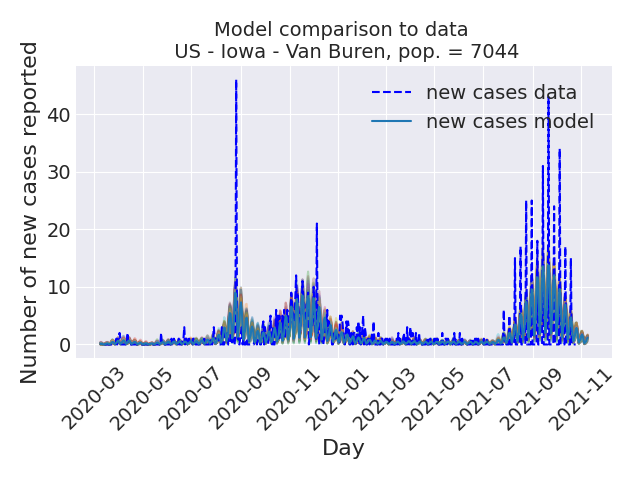 Model comparison to data
US - Iowa - Van Buren, pop. = 7044
Number of new cases reported
new cases data
new cases model
40
30
20
10
0
2020-03
2020-05
2020-07
2020-09
2020-11
2021-01
2021-03
2021-05
2021-07
2021-09
2021-11
Day